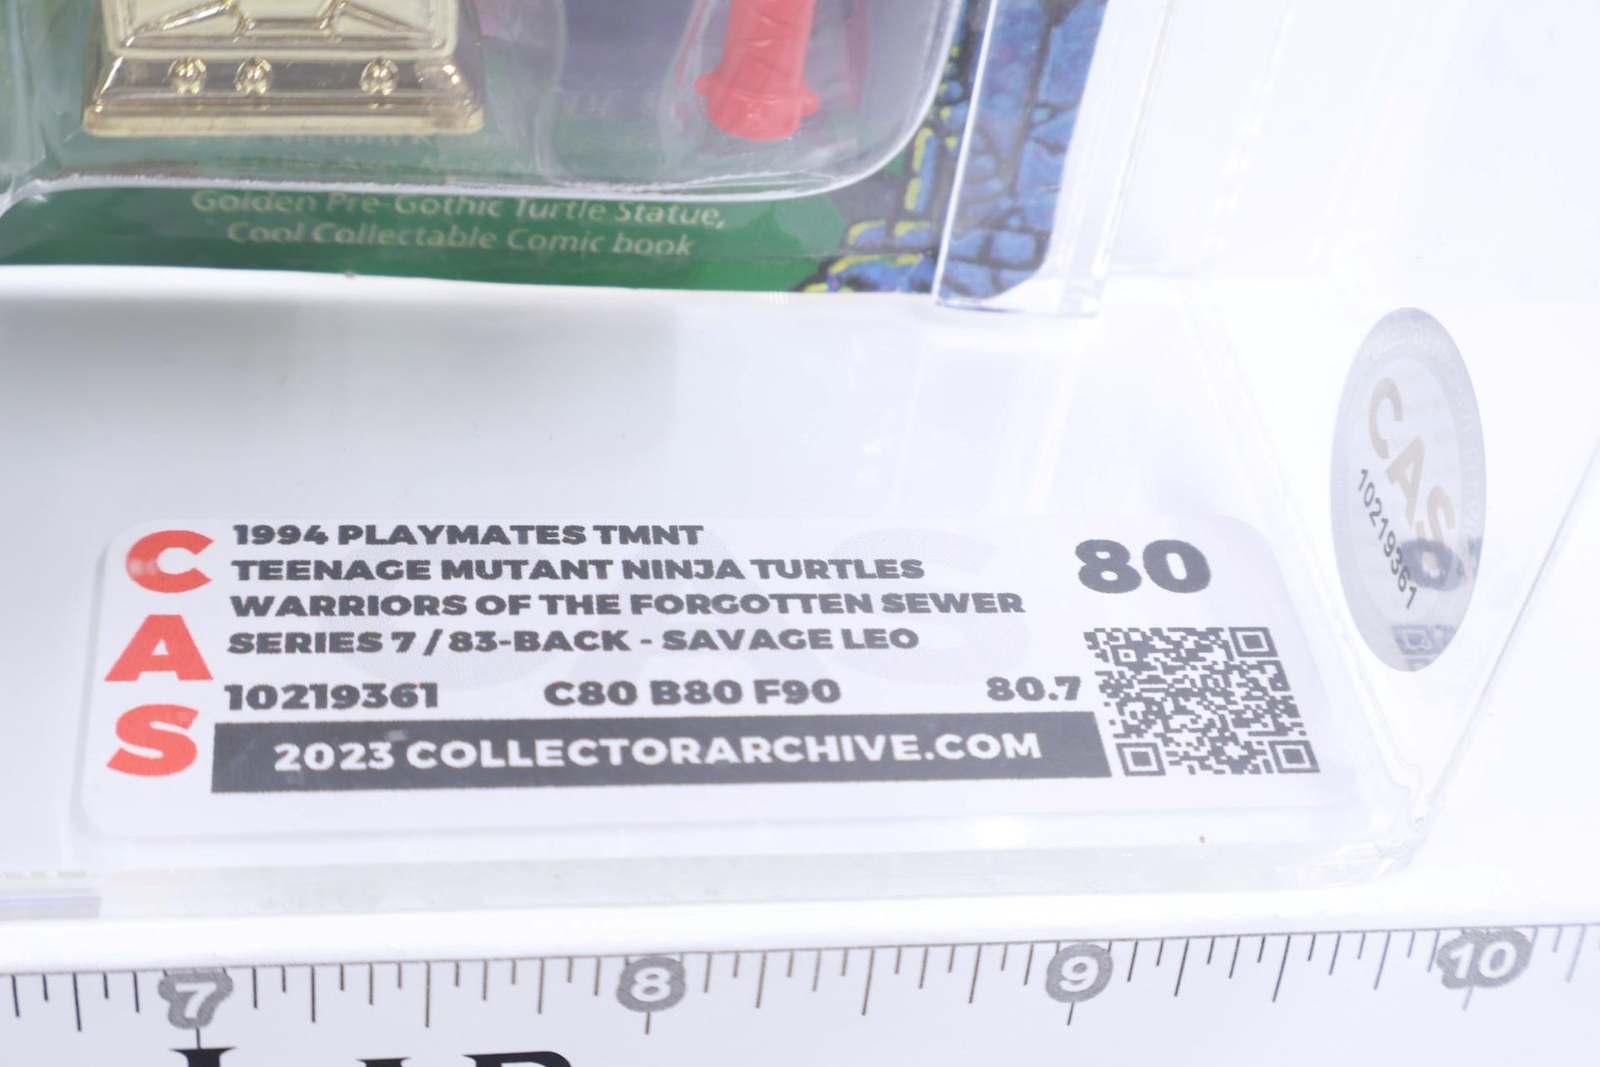 Golden Pre-Gothic Turtle Statue,
Cool Collectable Comic book
CAS
1994 PLAYMATES TMNT
TEENAGE MUTANT NINJA TURTLES
WARRIORS OF THE FORGOTTEN SEWER
SERIES 7 / 83-BACK - SAVAGE LEO
80
10219361 C80 B80 F90 80.7
2023 COLLECTORARCHIVE.COM
CAS
10219361
7 8 9 10